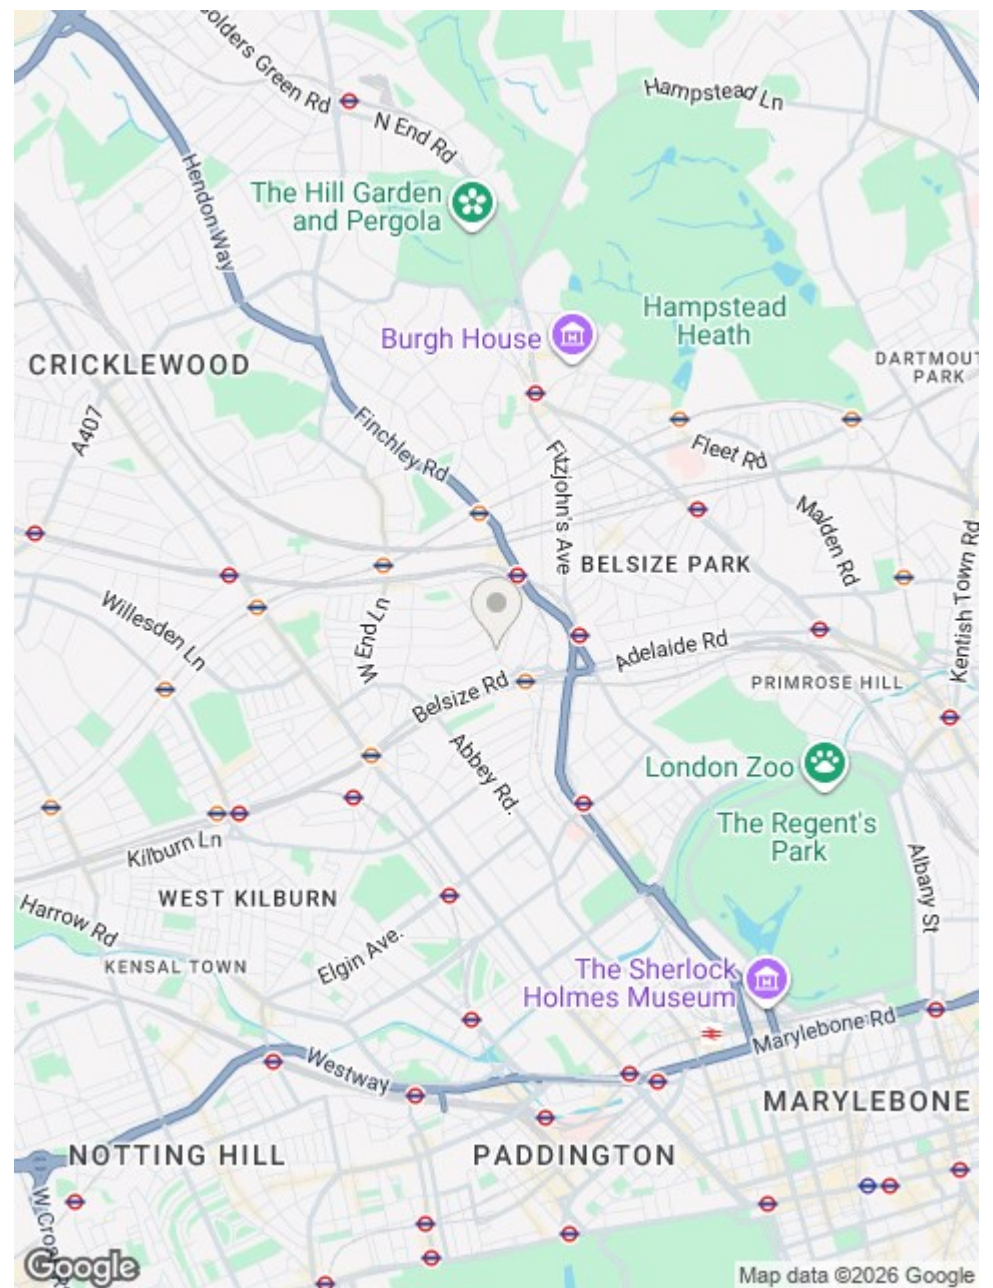 olders Green Rd
Hampstead Ln
N End Rd
Hendon Way
The Hill Garden
and Pergola
Hampstead
Heath
Burgh House
CRICKLEWOOD
DARTMOUT
PARK
A407
Finchley Rd
Fitzjohn's Ave
Fleet Rd
Malden Rd
Kentish Town Rd
BELSIZE PARK
Willesden Ln
W End Ln
Adelaide Rd
Belsize Rd
PRIMROSE HILL
Abbey Rd.
London Zoo
The Regent's
Park
Kilburn Ln
Albany St
WEST KILBURN
Harrow Rd
Elgin Ave.
KENSAL TOWN
The Sherlock
Holmes Museum
Marylebone Rd
Westway
MARYLEBONE
NOTTING HILL
PADDINGTON
W Cro
Google
Map data ©2026 Google